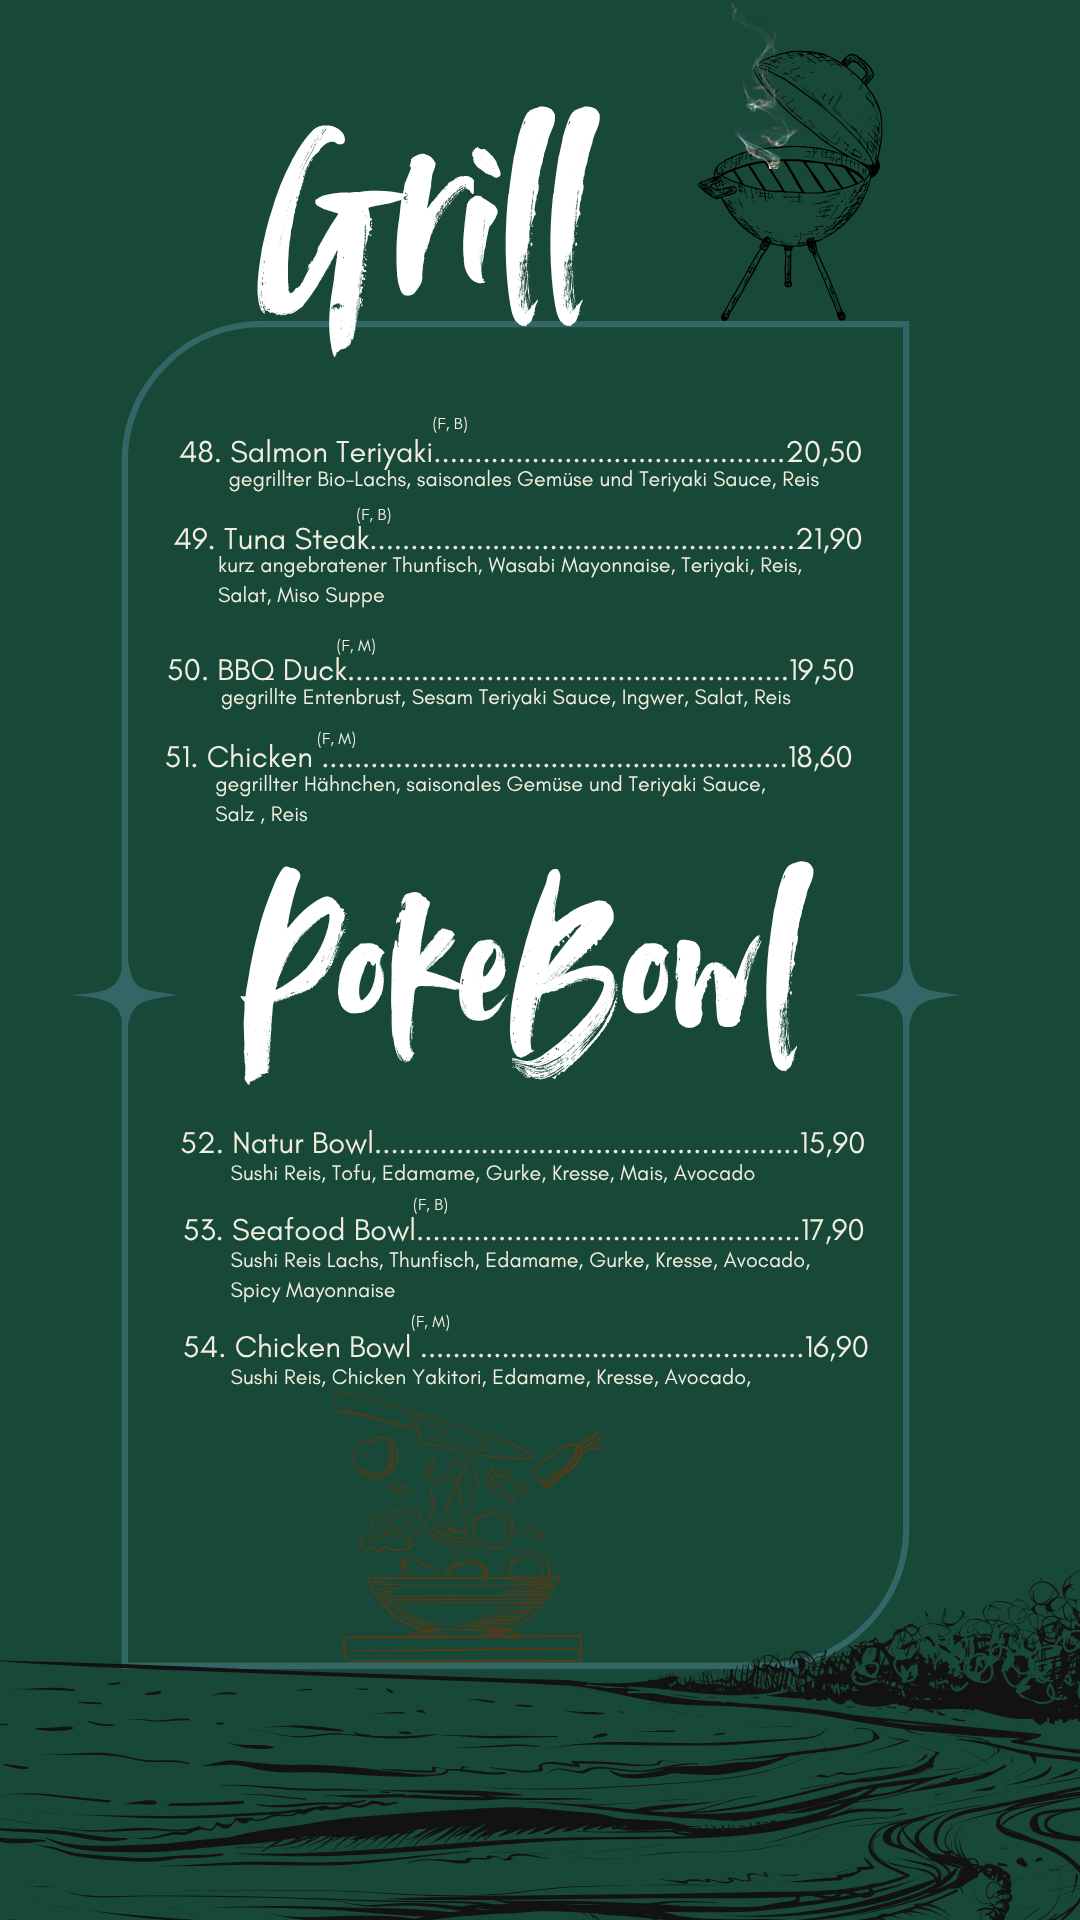 Grill
(F, B)
48. Salmon Teriyaki...........................................20,50
gegrillter Bio-Lachs, saisonales Gemüse und Teriyaki Sauce, Reis
(F, B)
49. Tuna Steak....................................................21,90
kurz angebratener Thunfisch, Wasabi Mayonnaise, Teriyaki, Reis,
Salat, Miso Suppe
(F, M)
50. BBQ Duck......................................................19,50
gegrillte Entenbrust, Sesam Teriyaki Sauce, Ingwer, Salat, Reis
(F, M)
51. Chicken .........................................................18,60
gegrillter Hähnchen, saisonales Gemüse und Teriyaki Sauce,
Salz , Reis
PokeBowl
52. Natur Bowl....................................................15,90
Sushi Reis, Tofu, Edamame, Gurke, Kresse, Mais, Avocado
(F, B)
53. Seafood Bowl...............................................17,90
Sushi Reis Lachs, Thunfisch, Edamame, Gurke, Kresse, Avocado,
Spicy Mayonnaise
(F, M)
54. Chicken Bowl ...............................................16,90
Sushi Reis, Chicken Yakitori, Edamame, Kresse, Avocado,